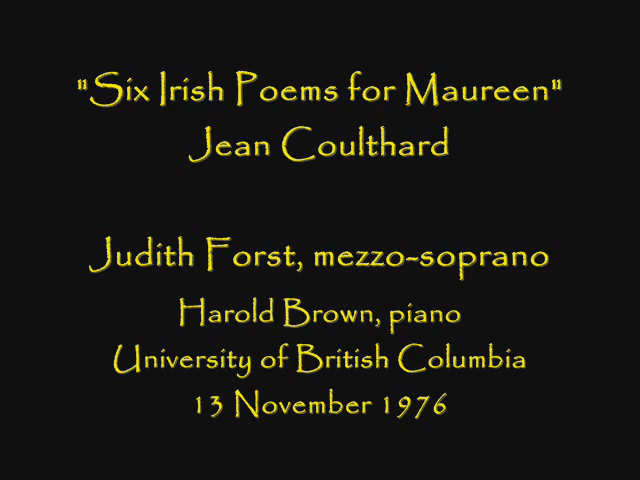 "Six Irish Poems for Maureen"
Jean Coulthard
Judith Forst, mezzo-soprano
Harold Brown, piano
University of British Columbia
13 November 1976